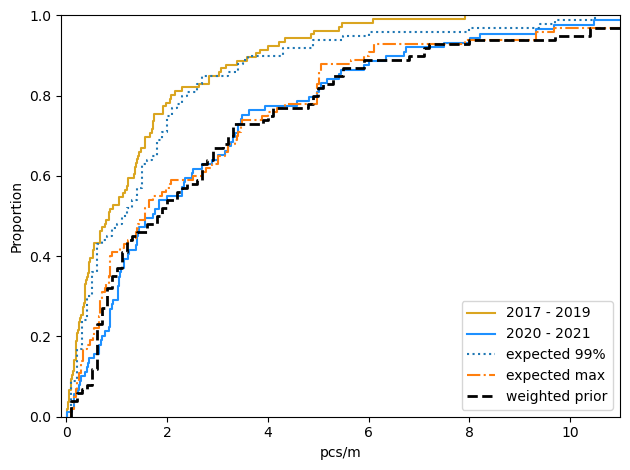 1.0
0.8
0.6
0.4
0.2
0.0
Proportion
0 2 4 6 8 10
pcs/m
2017 - 2019
2020 - 2021
expected 99%
expected max
weighted prior